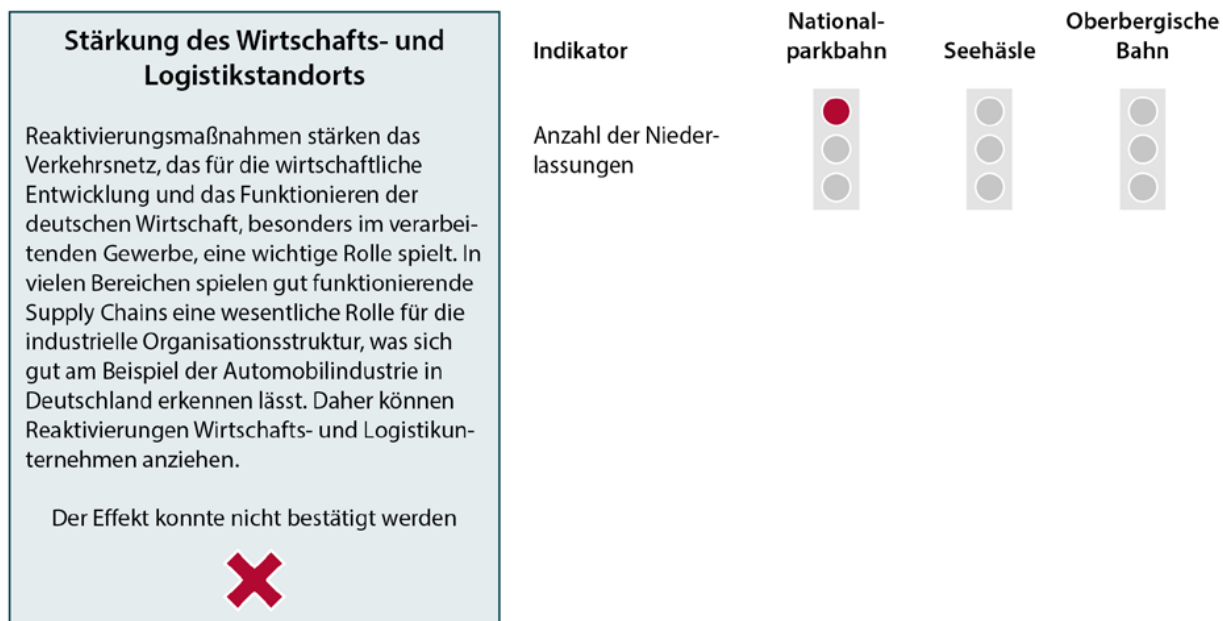 Stärkung des Wirtschafts- und
Logistikstandorts
Reaktivierungsmaßnahmen stärken das
Verkehrsnetz, das für die wirtschaftliche
Entwicklung und das Funktionieren der
deutschen Wirtschaft, besonders im verarbei-
tenden Gewerbe, eine wichtige Rolle spielt. In
vielen Bereichen spielen gut funktionierende
Supply Chains eine wesentliche Rolle für die
industrielle Organisationsstruktur, was sich
gut am Beispiel der Automobilindustrie in
Deutschland erkennen lässt. Daher können
Reaktivierungen Wirtschafts- und Logistikun-
ternehmen anziehen.
Der Effekt konnte nicht bestätigt werden
Indikator
National-
parkbahn
Seehäsle
Oberbergische
Bahn
Anzahl der Nieder-
lassungen